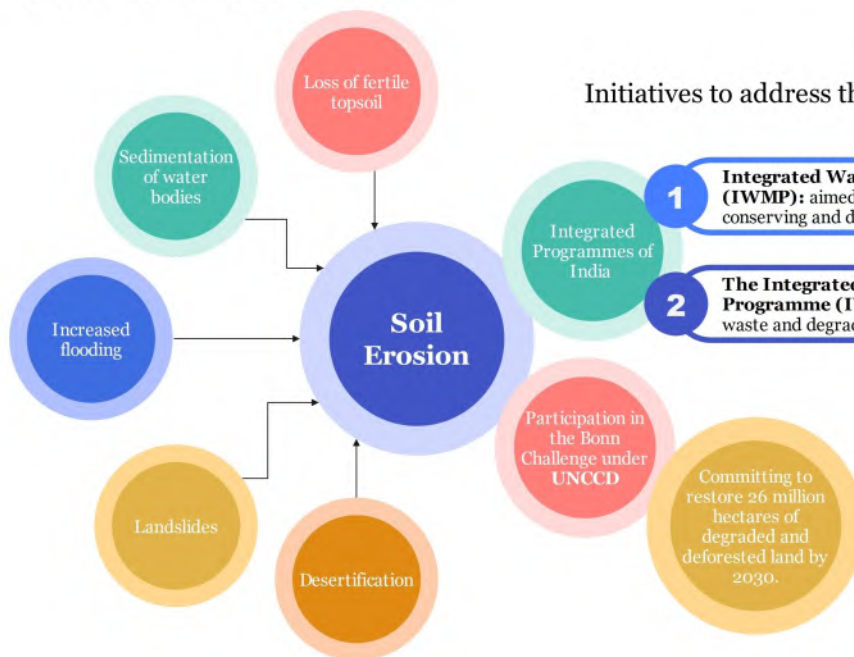 Loss of fertile
topsoil
Initiatives to address th
Sedimentation
of water
bodies
1
Integrated Wa
(IWMP): aimed
conserving and d
Integrated
Programmes of
India
2
The Integrated
Programme (I
waste and degrad
Increased
flooding
Soil
Erosion
Participation in
the Bonn
Challenge under
UNCCD
Committing to
restore 26 million
hectares of
degraded and
deforested land by
2030.
Landslides
Desertification